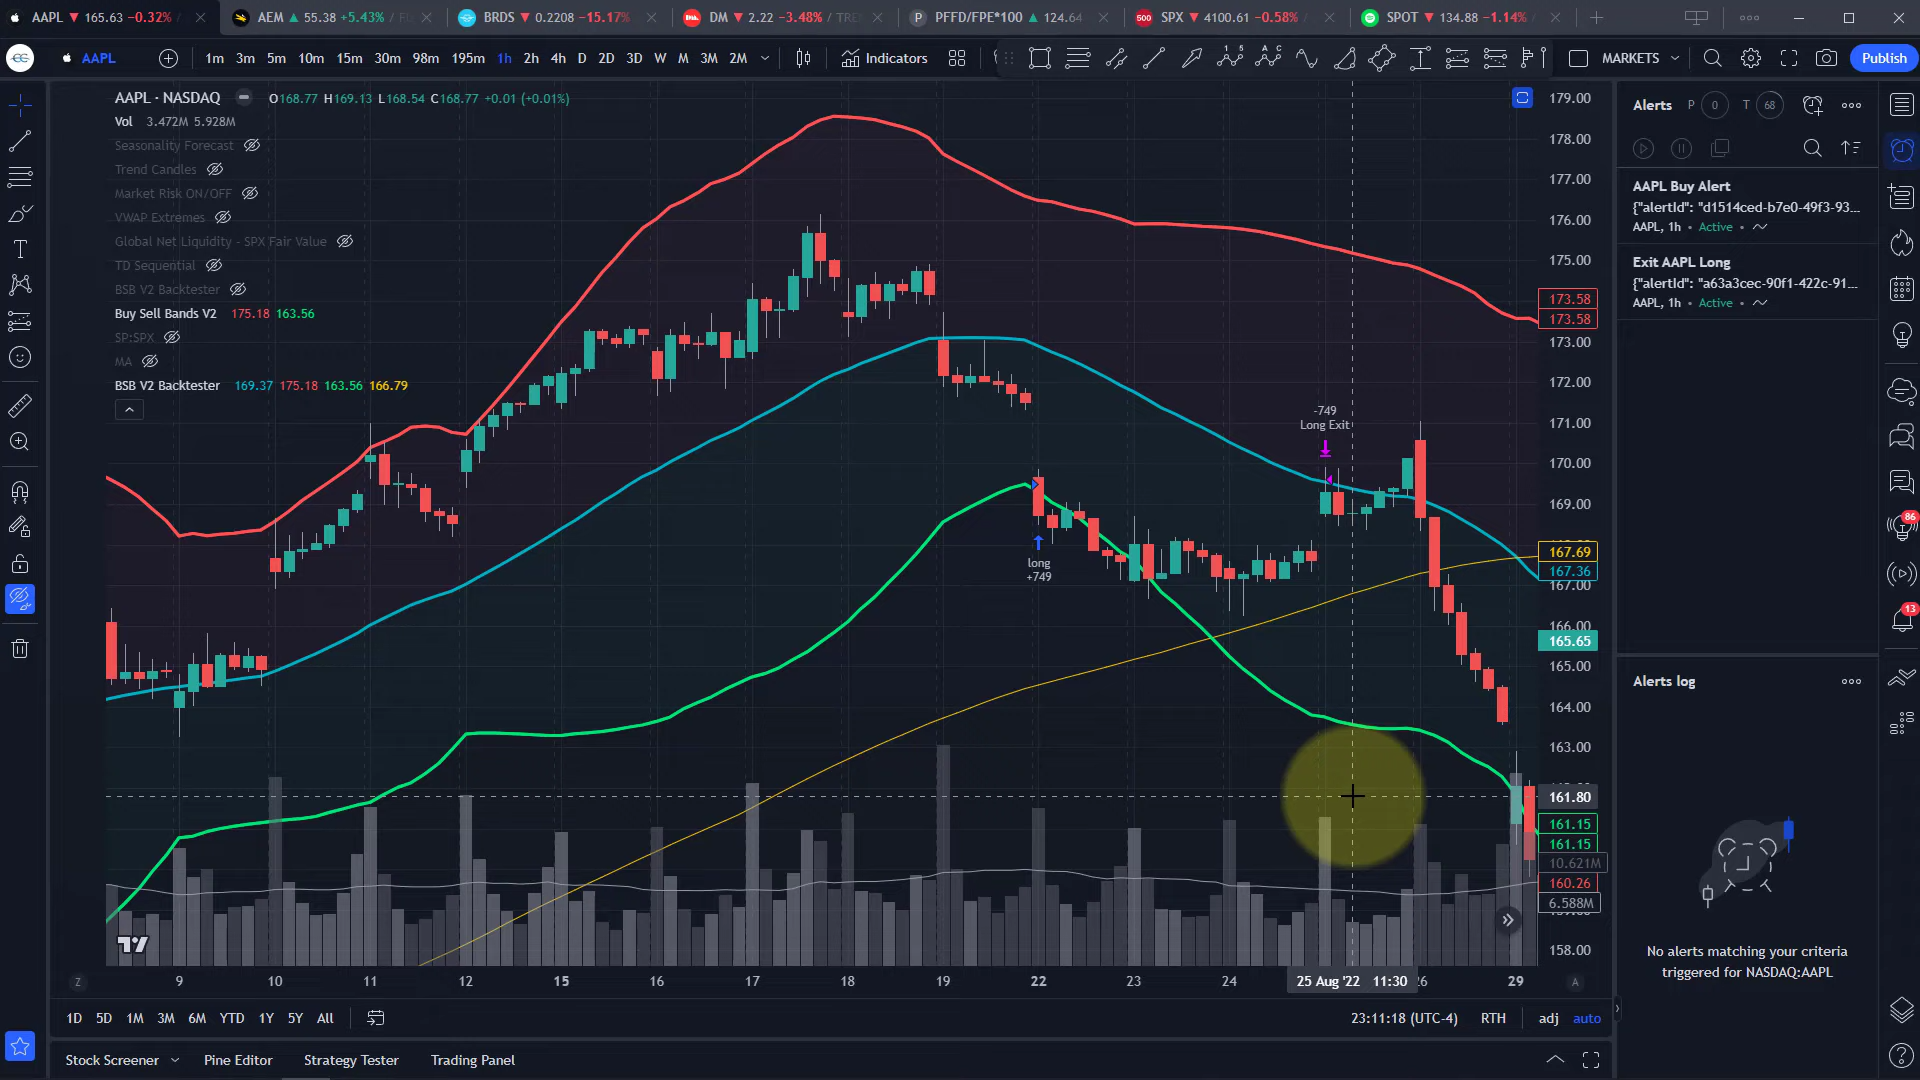 AAPL ▼ 165.63 -0.32% /
AEM ▲ 55.38 +5.43% /
BRDS ▼ 0.2208 -15.17%
DM ▼ 2.22 -3.48% / TRE
PFFD/FPE*100 ▲ 124.64
SPX ▼ 4100.61 -0.58% /
SPOT ▼ 134.88 -1.14% /
AAPL
1m 3m 5m 10m 15m 30m 98m 195m 1h 2h 4h D 2D 3D W M 3M 2M
Indicators
MARKETS
Publish
AAPL · NASDAQ
O168.77 H169.13 L168.54 C168.77 +0.01 (+0.01%)
Vol 3.472M 5.928M
Seasonality Forecast
Trend Candles
Market Risk ON/OFF
VWAP Extremes
Global Net Liquidity - SPX Fair Value
TD Sequential
BSB V2 Backtester
Buy Sell Bands V2 175.18 163.56
SP:SPX
MA
BSB V2 Backtester 169.37 175.18 163.56 166.79
-749
Long Exit
long
+749
179.00
178.00
177.00
176.00
175.00
173.58
173.58
173.00
172.00
171.00
170.00
169.00
167.69
167.36
167.00
166.00
165.65
165.00
164.00
163.00
161.80
161.15
161.15
10.621M
160.26
6.588M
158.00
Z 9 10 11 12 15 16 17 18 19 22 23 24 25 Aug '22 11:30 26 29 A
1D 5D 1M 3M 6M YTD 1Y 5Y All
23:11:18 (UTC-4) RTH adj auto
Stock Screener
Pine Editor
Strategy Tester
Trading Panel
Alerts P 0 T 68
AAPL Buy Alert
{"alertId": "d1514ced-b7e0-49f3-93...
AAPL, 1h • Active •
Exit AAPL Long
{"alertId": "a63a3cec-90f1-422c-91...
AAPL, 1h • Active •
Alerts log
No alerts matching your criteria
triggered for NASDAQ:AAPL
86
13